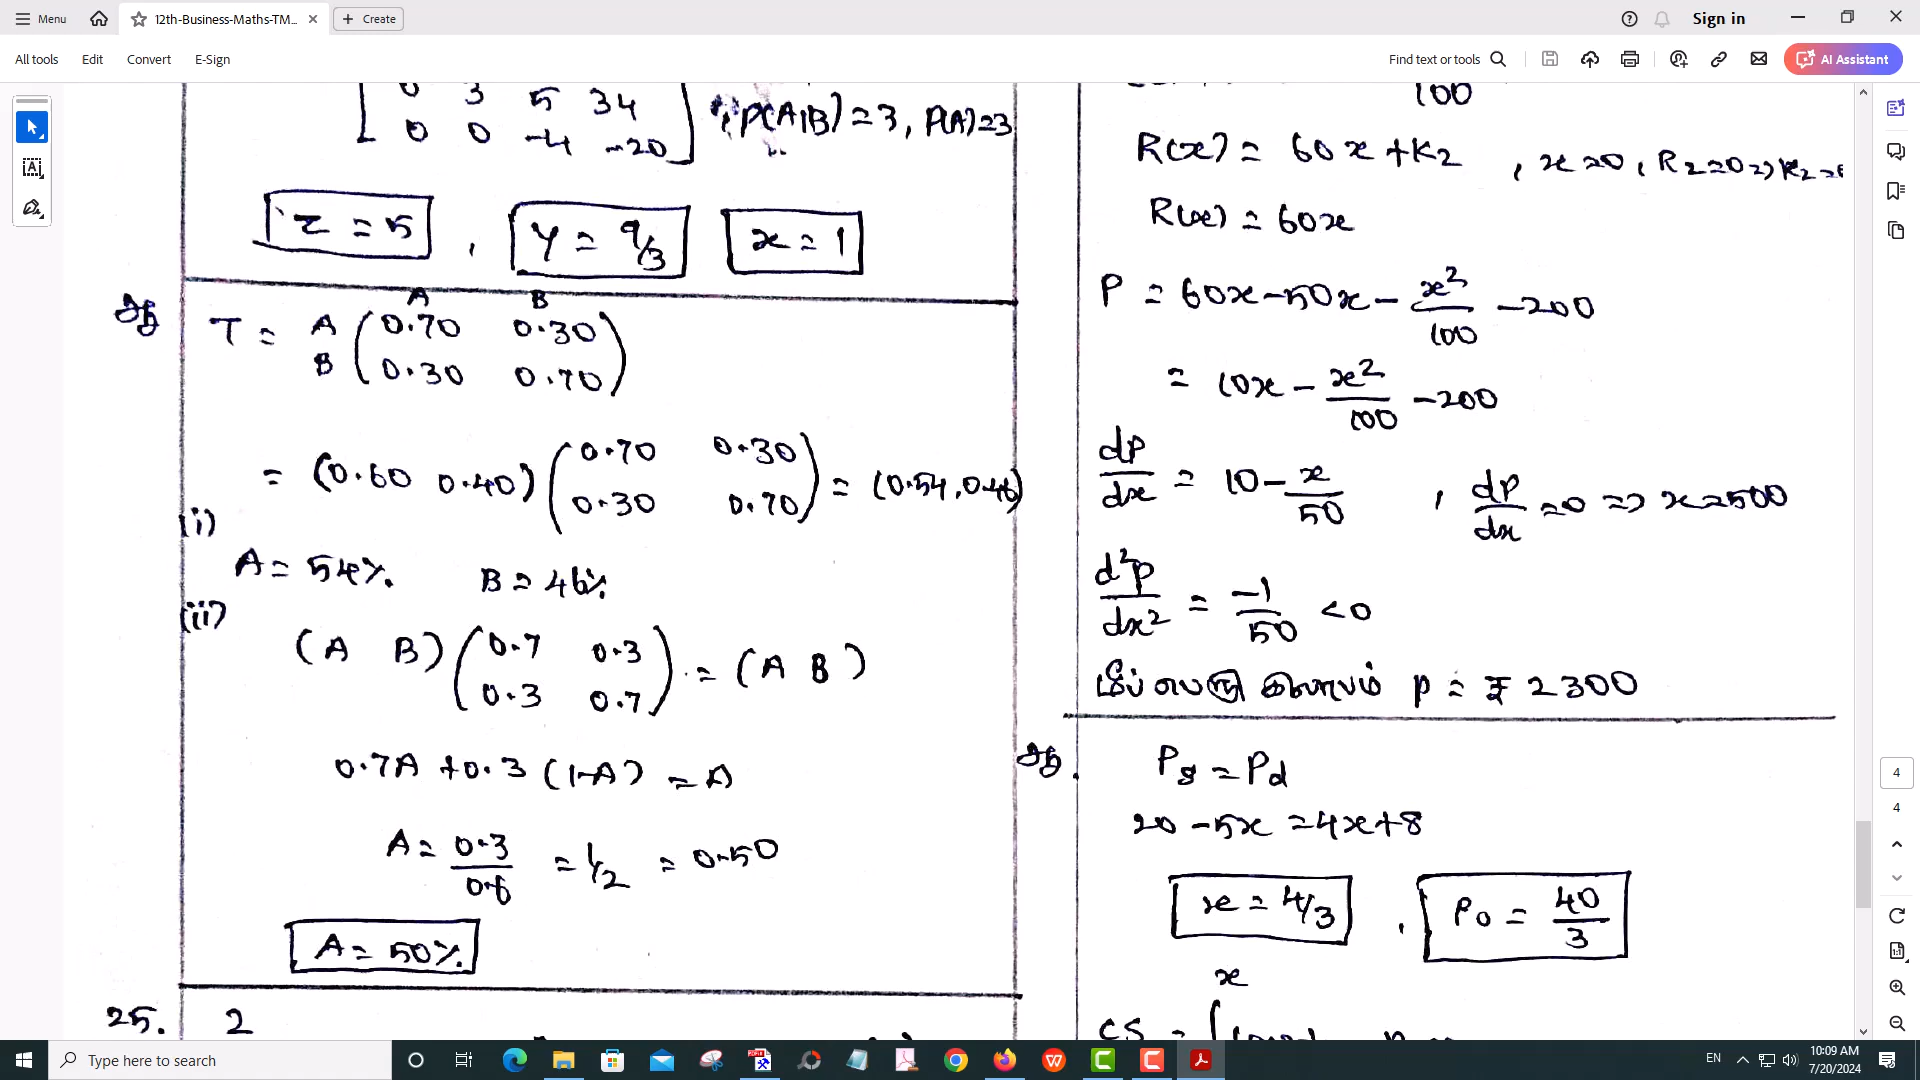 Menu
12th-Business-Maths-TM...
Create
Sign in
All tools
Edit
Convert
E-Sign
Find text or tools
AI Assistant
0 3 5 34
0 0 -4 -20
P(A|B) = 3, P(A) = 3
z = 5 , y = 9/3 x = 1
அது
A B
T = A (0.70 0.30)
B (0.30 0.70)
= (0.60 0.40) (0.70 0.30) = (0.54, 0.46)
(0.30 0.70)
(i)
A = 54% B = 46%
(ii)
(A B) (0.7 0.3) = (A B)
(0.3 0.7)
0.7A + 0.3 (1-A) = A
A = 0.3/0.6 = 1/2 = 0.50
A = 50%
25. 2
100
R(x) = 60x + K2 , x = 0, R2 = 0 =) K2 =
R(x) = 60x
P = 60x - 50x - x²/100 - 200
= 10x - x²/100 - 200
dP/dx = 10 - x/50 , dP/dx = 0 => x = 500
d²P/dx² = -1/50 < 0
மீப்பெரு இலாபம் P = ₹ 2300
அது.
Ps = Pd
20 - 5x = 4x + 8
x = 4/3 , P0 = 40/3
x
CS = ∫
4
4
Type here to search
EN
10:09 AM
7/20/2024